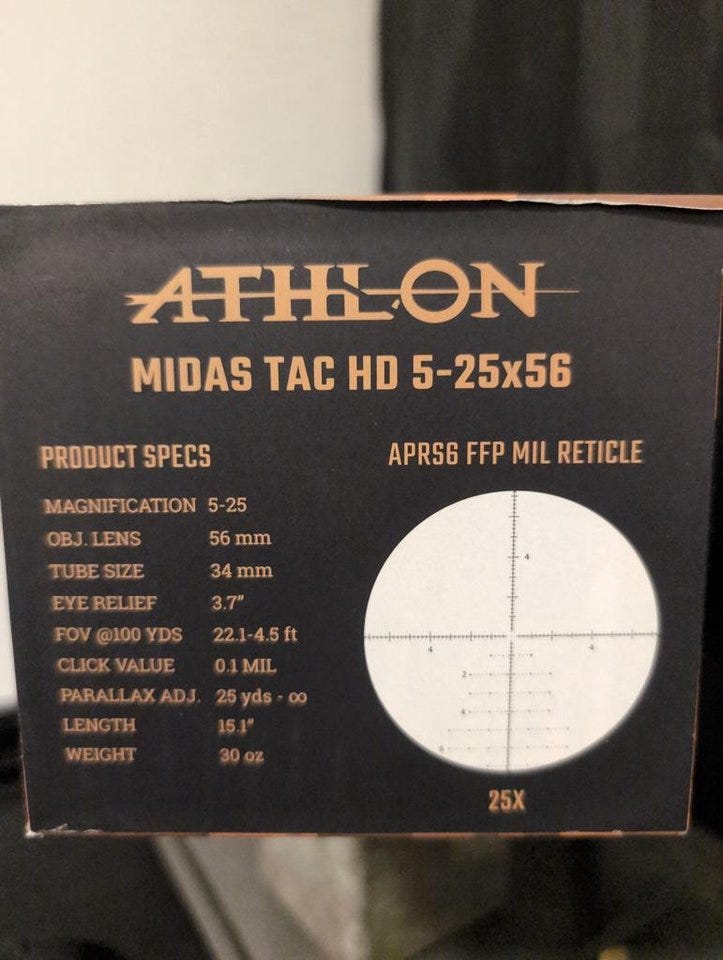 ATHLON
MIDAS TAC HD 5-25x56
PRODUCT SPECS
MAGNIFICATION 5-25
OBJ. LENS 56 mm
TUBE SIZE 34 mm
EYE RELIEF 3.7"
FOV @100 YDS 22.1-4.5 ft
CLICK VALUE 0.1 MIL
PARALLAX ADJ. 25 yds - ∞
LENGTH 15.1"
WEIGHT 30 oz
APRS6 FFP MIL RETICLE
4
4 4
2
4
6
25X